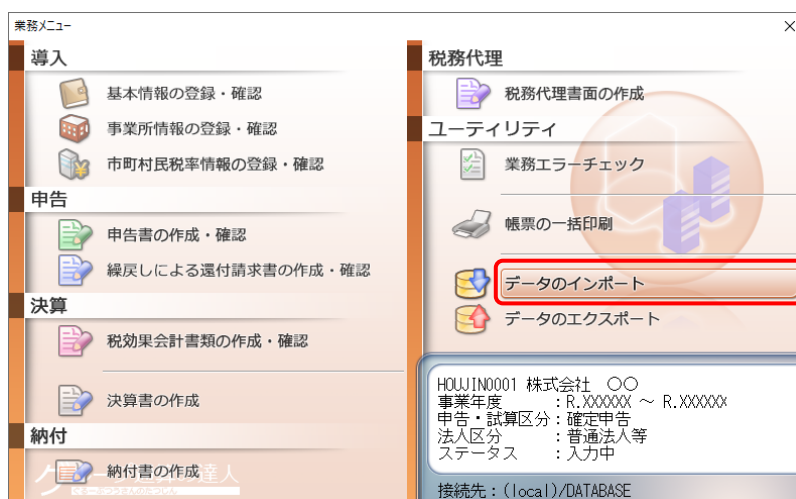 業務メニュー
導入
基本情報の登録・確認
事業所情報の登録・確認
市町村民税率情報の登録・確認
申告
申告書の作成・確認
繰戻しによる還付請求書の作成・確認
決算
税効果会計書類の作成・確認
決算書の作成
納付
納付書の作成
税務代理
税務代理書面の作成
ユーティリティ
業務エラーチェック
帳票の一括印刷
データのインポート
データのエクスポート
HOUJIN0001 株式会社 〇〇
事業年度 :R.XXXXXX ～ R.XXXXXX
申告・試算区分:確定申告
法人区分 :普通法人等
ステータス :入力中
接続先:(local)/DATABASE